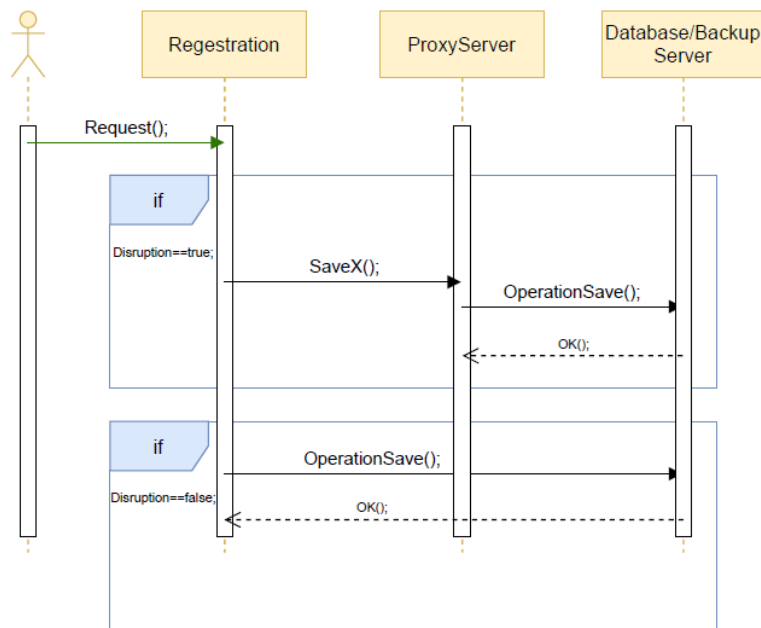 Regestration
ProxyServer
Database/Backup
Server
Request();
if
Disruption==true;
SaveX();
OperationSave();
OK();
if
OperationSave();
Disruption==false;
OK();